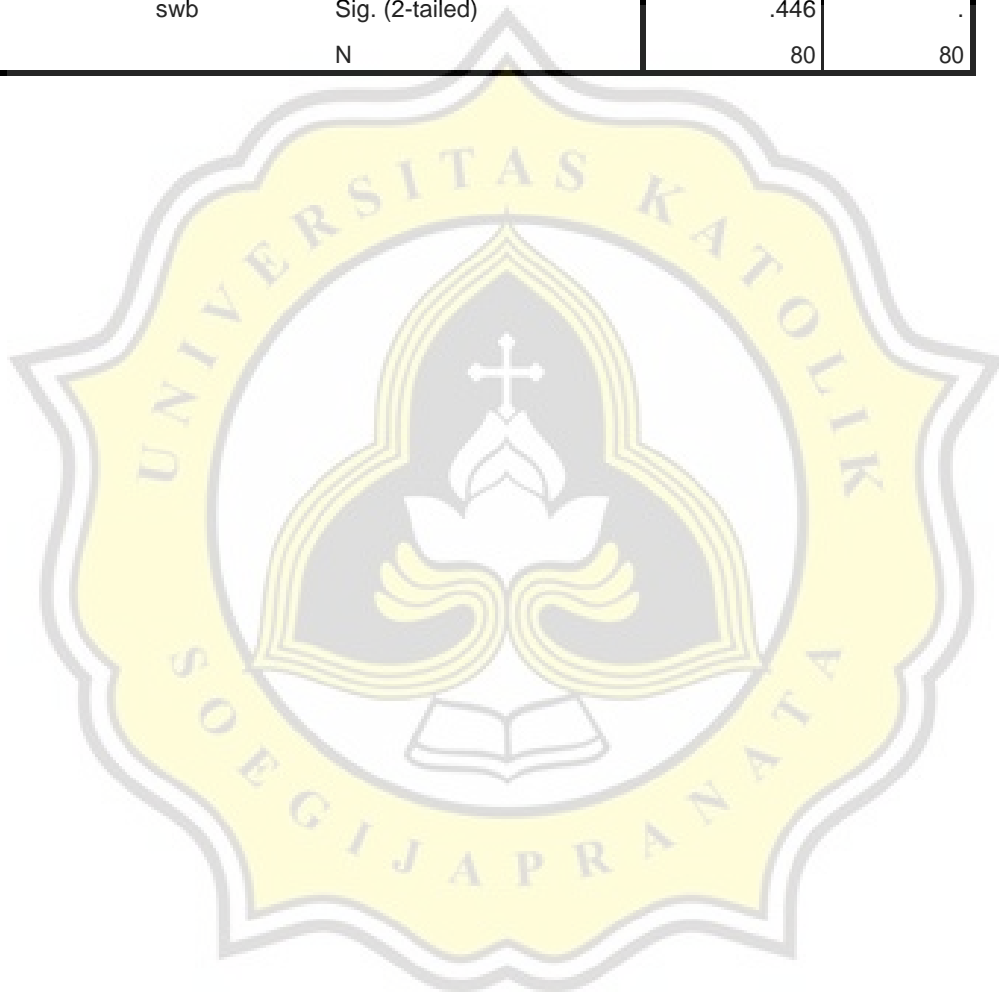 swb Sig. (2-tailed) .446 .
N 80 80
UNIVERSITAS KATOLIK
SOEGIJAPRANATA